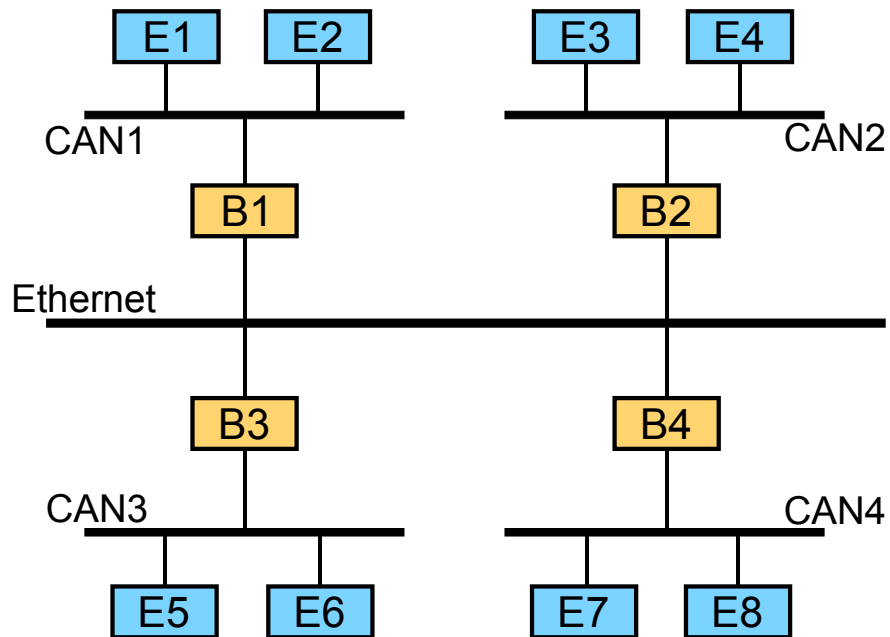 E1 E2 E3 E4
CAN1 CAN2
B1 B2
Ethernet
B3 B4
CAN3 CAN4
E5 E6 E7 E8